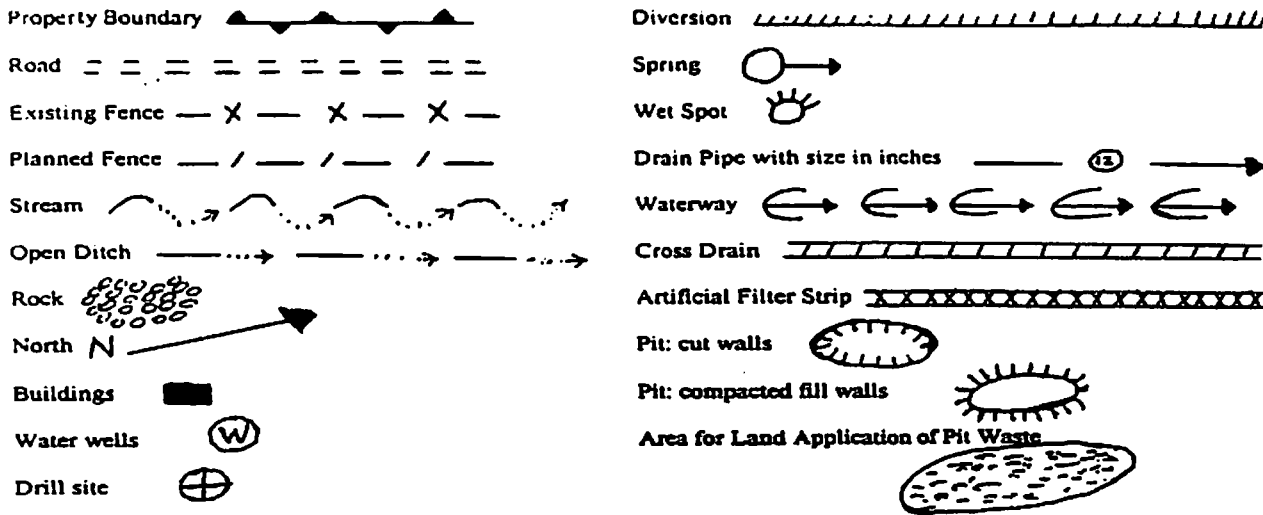 Property Boundary
Road
Existing Fence
Planned Fence
Stream
Open Ditch
Rock
North N
Buildings
Water wells W
Drill site
Diversion
Spring
Wet Spot
Drain Pipe with size in inches 12
Waterway
Cross Drain
Artificial Filter Strip
Pit: cut walls
Pit: compacted fill walls
Area for Land Application of Pit Waste